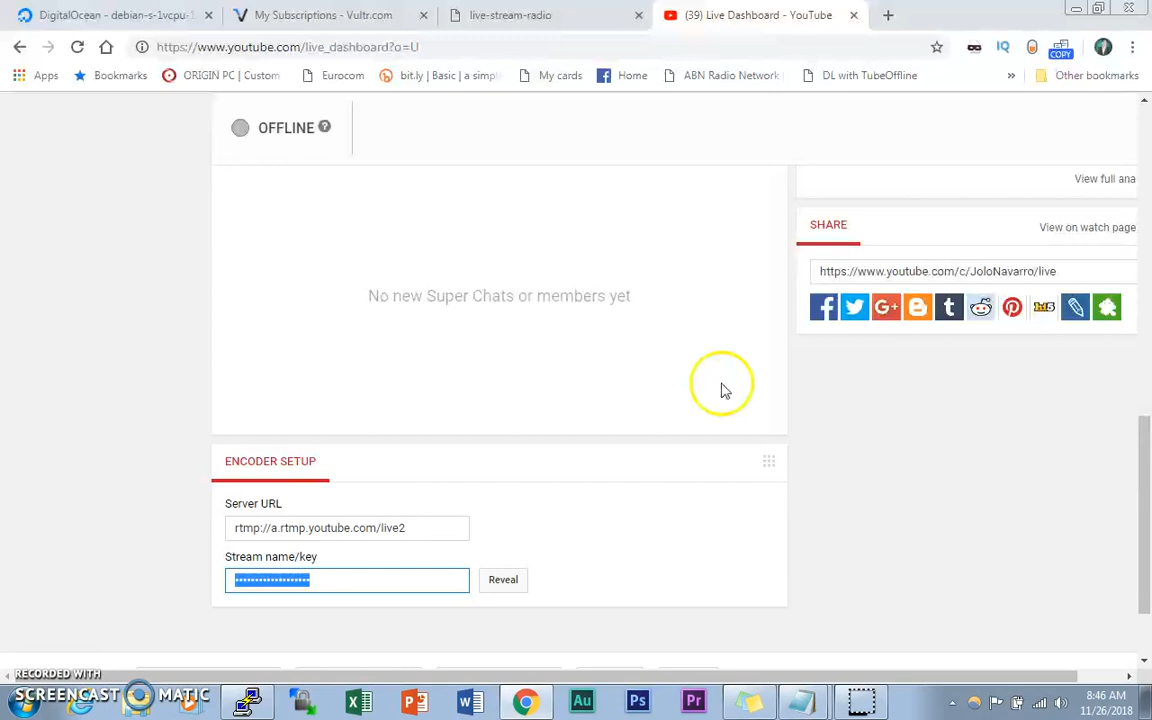 DigitalOcean - debian-s-1vcpu-1
My Subscriptions - Vultr.com
live-stream-radio
(39) Live Dashboard - YouTube
https://www.youtube.com/live_dashboard?o=U
COPY
Apps
Bookmarks
ORIGIN PC | Custom
Eurocom
bit.ly | Basic | a simpl
My cards
Home
ABN Radio Network
DL with TubeOffline
»
Other bookmarks
OFFLINE ?
View full ana
SHARE
View on watch page
No new Super Chats or members yet
https://www.youtube.com/c/JoloNavarro/live
ENCODER SETUP
Server URL
rtmp://a.rtmp.youtube.com/live2
Stream name/key
•••••••••••••••••••
Reveal
RECORDED WITH
SCREENCAST MATIC
8:46 AM
11/26/2018